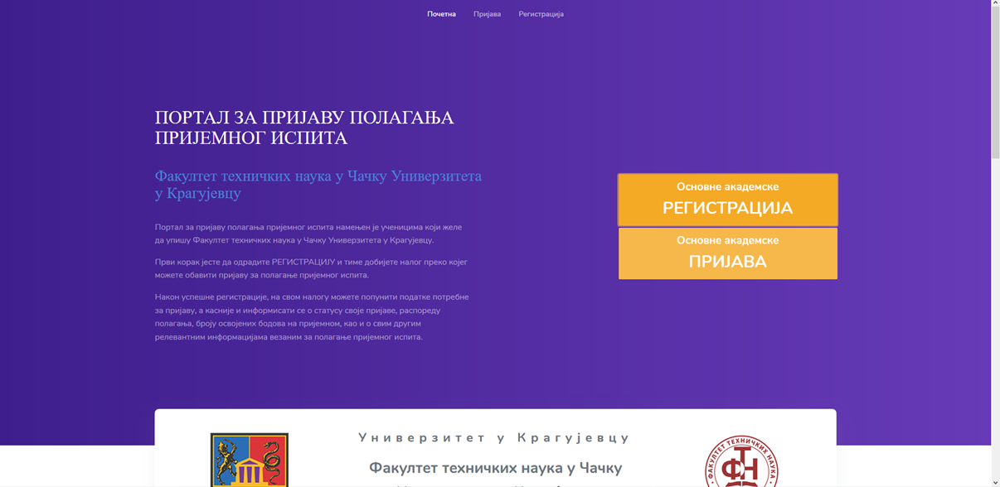 Почетна Пријава Регистрација
ПОРТАЛ ЗА ПРИЈАВУ ПОЛАГАЊА
ПРИЈЕМНОГ ИСПИТА
Факултет техничких наука у Чачку Универзитета
у Крагујевцу
Портал за пријаву полагања пријемног испита намењен је ученицима који желе
да упишу Факултет техничких наука у Чачку Универзитета у Крагујевцу.
Први корак јесте да одрадите РЕГИСТРАЦИЈУ и тиме добијете налог преко којег
можете обавити пријаву за полагање пријемног испита.
Након успешне регистрације, на свом налогу можете попунити податке потребне
за пријаву, а касније и информисати се о статусу своје пријаве, распореду
полагања, броју освојених бодова на пријемном, као и о свим другим
релевантним информацијама везаним за полагање пријемног испита.
Основне академске
РЕГИСТРАЦИЈА
Основне академске
ПРИЈАВА
Универзитет у Крагујевцу
Факултет техничких наука у Чачку
ФАКУЛТЕТ ТЕХНИЧКИХ НАУКА
ФТН